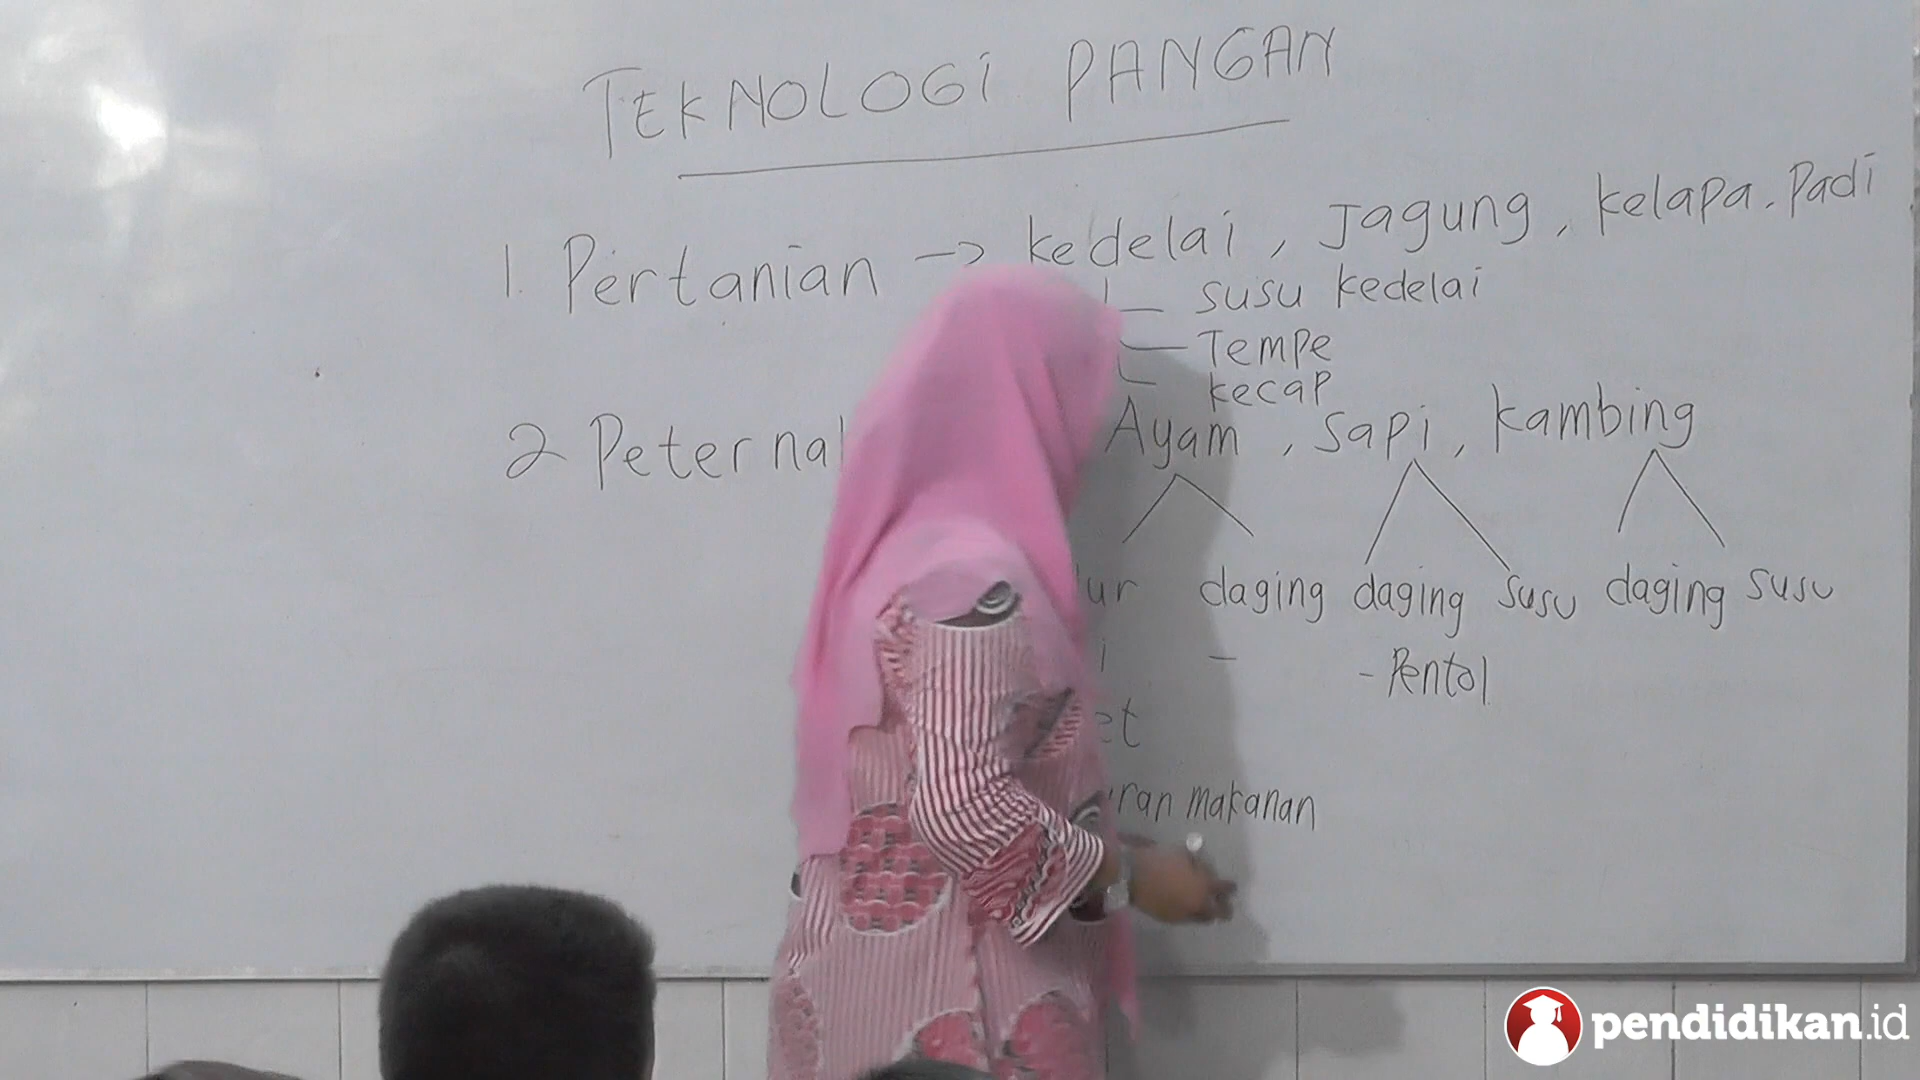 TEKNOLOGi PANGAN
1. Pertanian → kedelai, Jagung, kelapa. Padi
susu kedelai
Tempe
kecap
2 Peternak Ayam, sapi, kambing
daging daging susu daging susu
- - Pentol
makanan
pendidikan.id